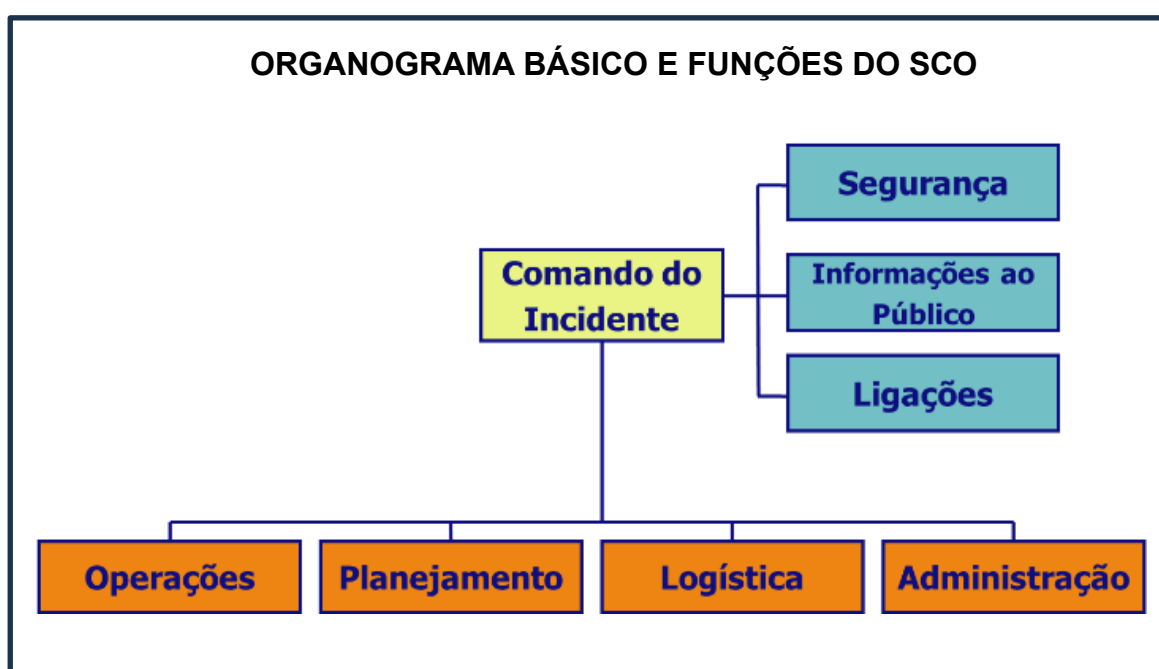 ORGANOGRAMA BÁSICO E FUNÇÕES DO SCO
Segurança
Comando do
Incidente
Informações ao
Público
Ligações
Operações
Planejamento
Logística
Administração